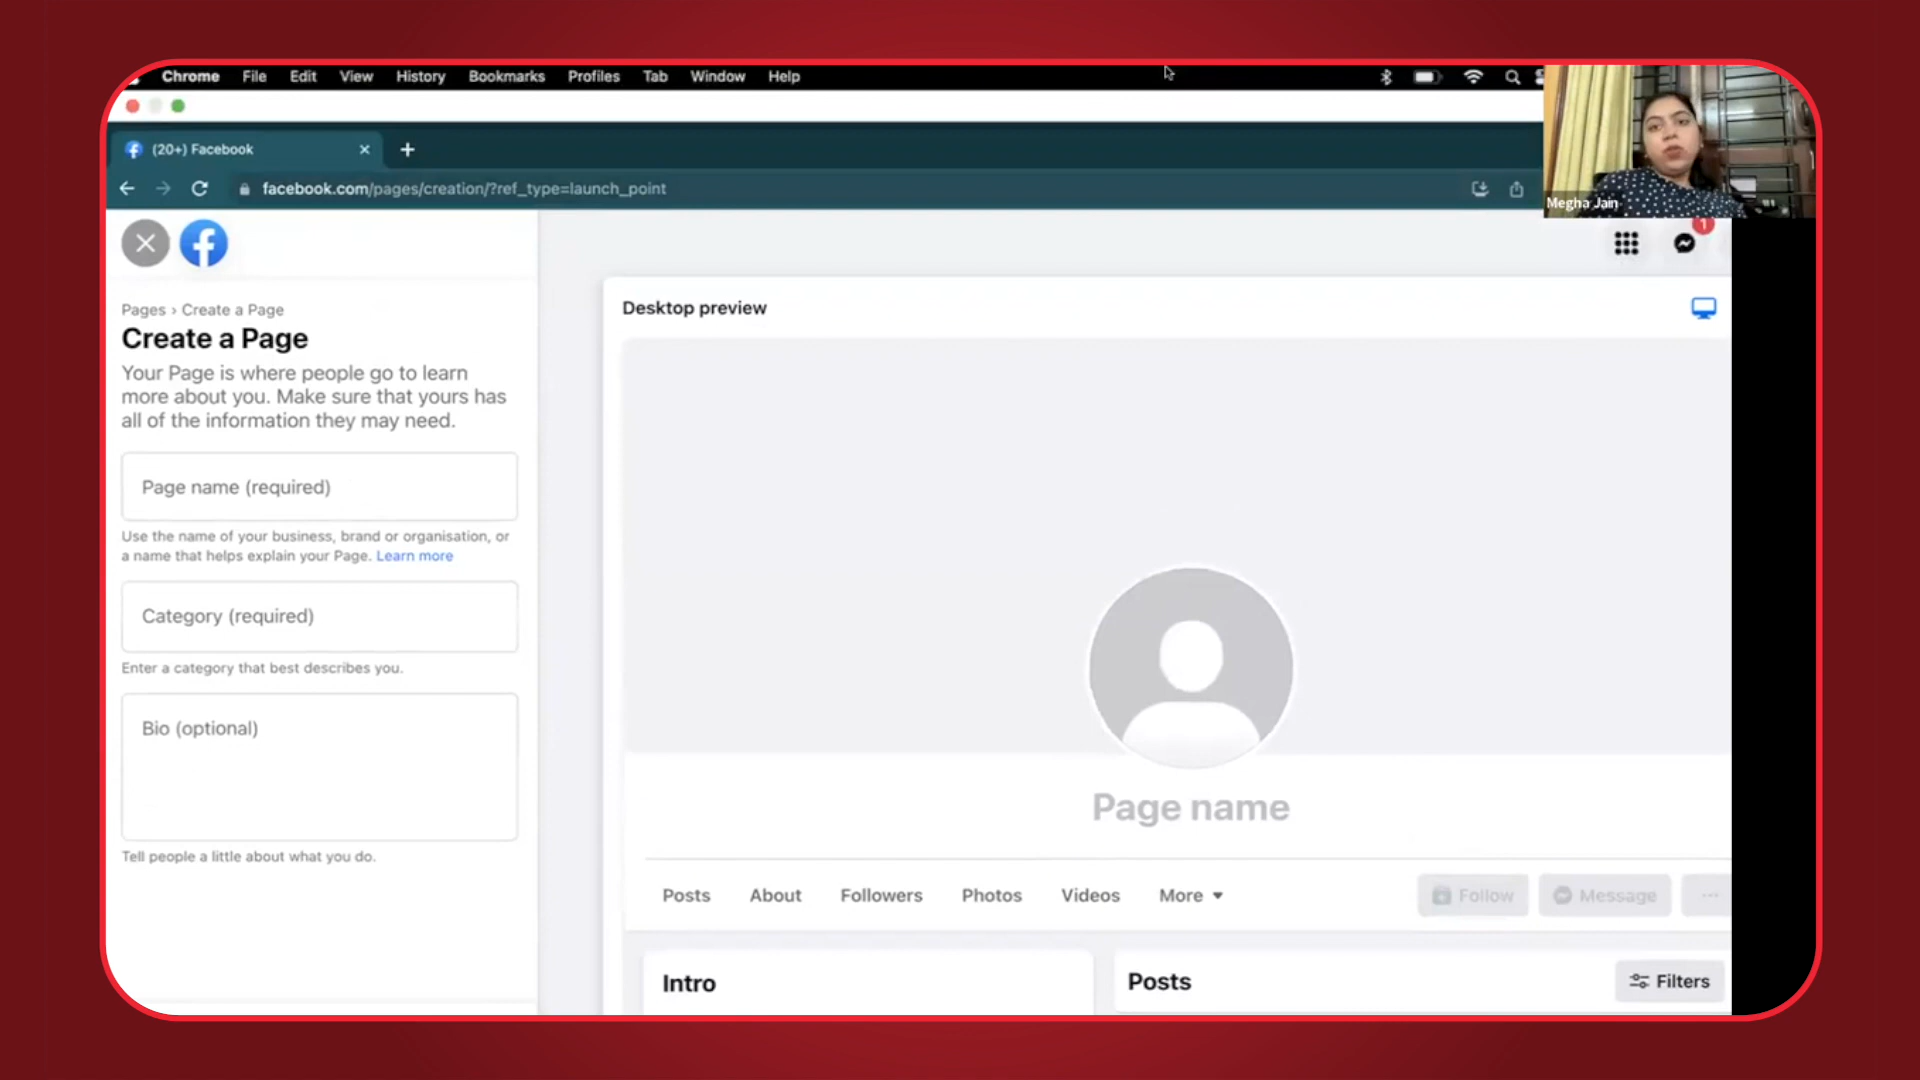 Chrome File Edit View History Bookmarks Profiles Tab Window Help
(20+) Facebook
facebook.com/pages/creation/?ref_type=launch_point
Megha Jain
1
Pages › Create a Page
Create a Page
Your Page is where people go to learn
more about you. Make sure that yours has
all of the information they may need.
Page name (required)
Use the name of your business, brand or organisation, or
a name that helps explain your Page. Learn more
Category (required)
Enter a category that best describes you.
Bio (optional)
Tell people a little about what you do.
Desktop preview
Page name
Posts About Followers Photos Videos More
Follow Message
Intro
Posts
Filters